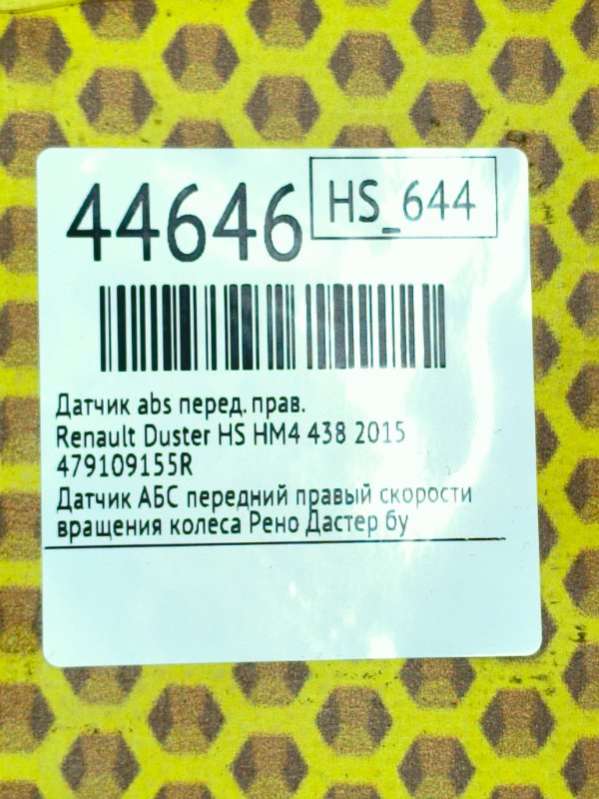 44646
HS_644
Датчик abs перед. прав.
Renault Duster HS HM4 438 2015
479109155R
Датчик АБС передний правый скорости
вращения колеса Рено Дастер бу